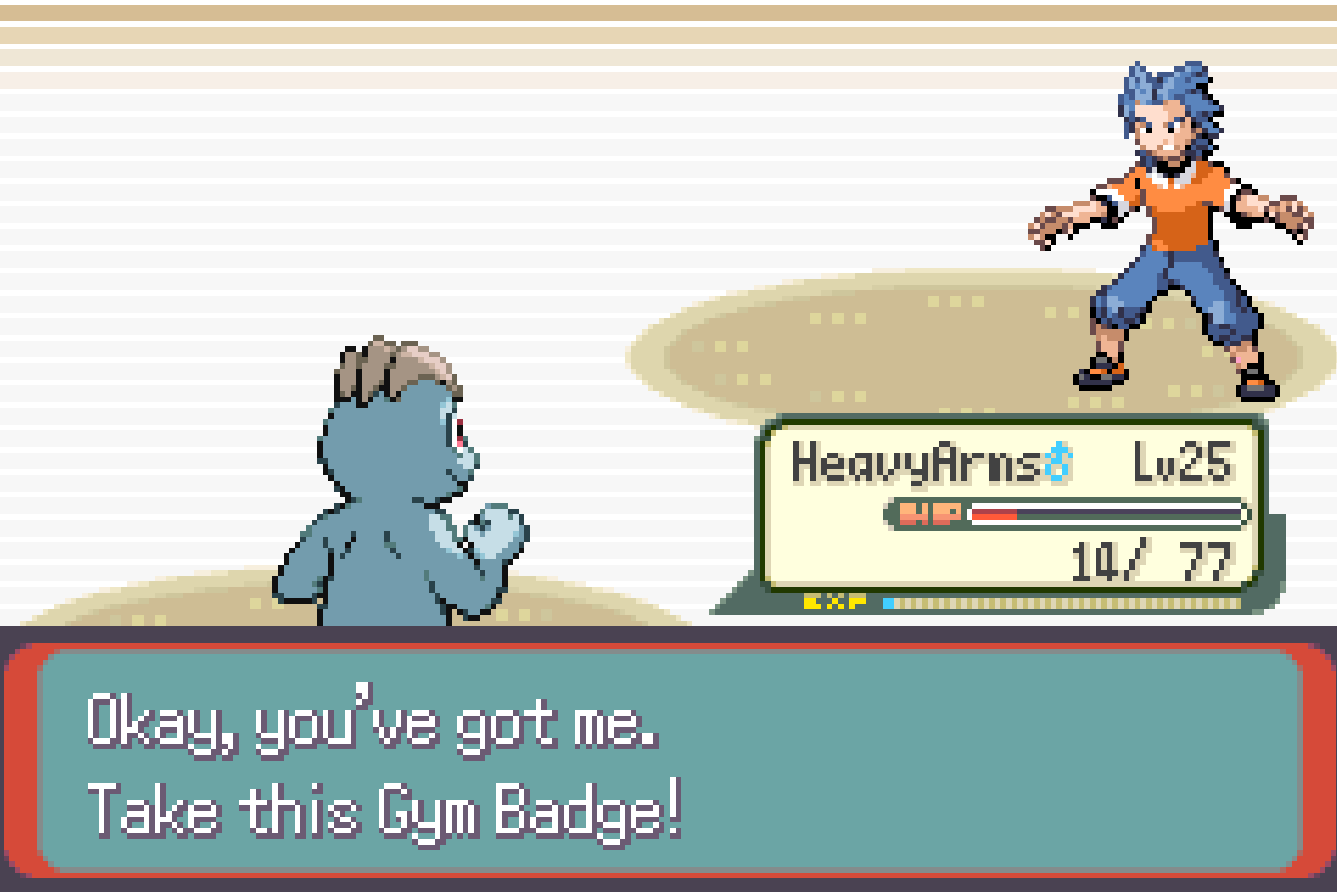 HeavyArms♂ Lv25
HP
14/ 77
EXP
Okay, you've got me.
Take this Gym Badge!